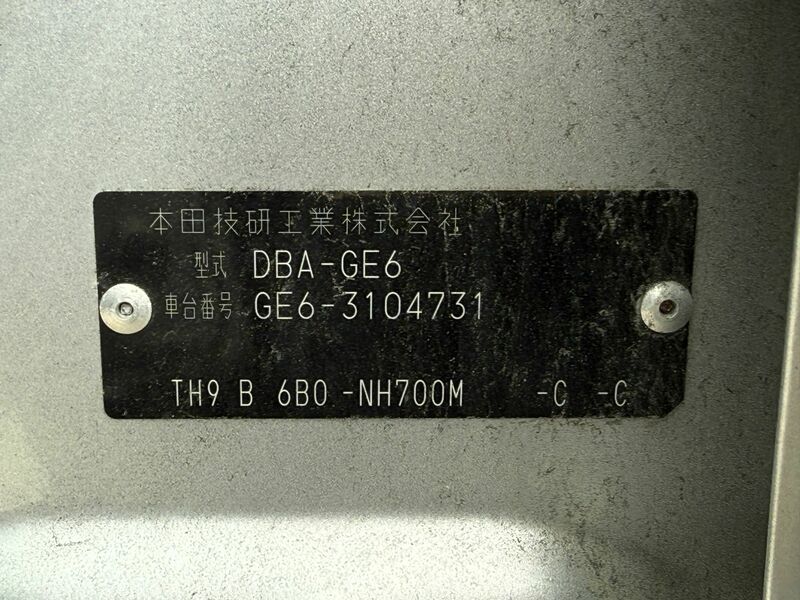 本田技研工業株式会社
型式 DBA-GE6
車台番号 GE6-3104731
TH9 B 6B0 -NH700M -C -C